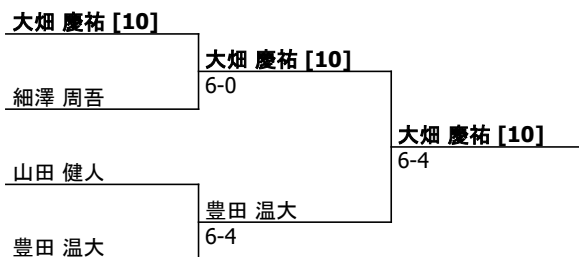 大畑 慶祐 [10]
細澤 周吾
山田 健人
豊田 温大
大畑 慶祐 [10]
6-0
豊田 温大
6-4
大畑 慶祐 [10]
6-4